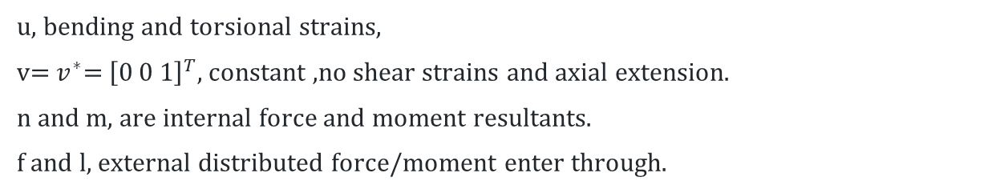 u, bending and torsional strains,
v= 𝑣*= [0 0 1]ᵀ, constant ,no shear strains and axial extension.
n and m, are internal force and moment resultants.
f and l, external distributed force/moment enter through.